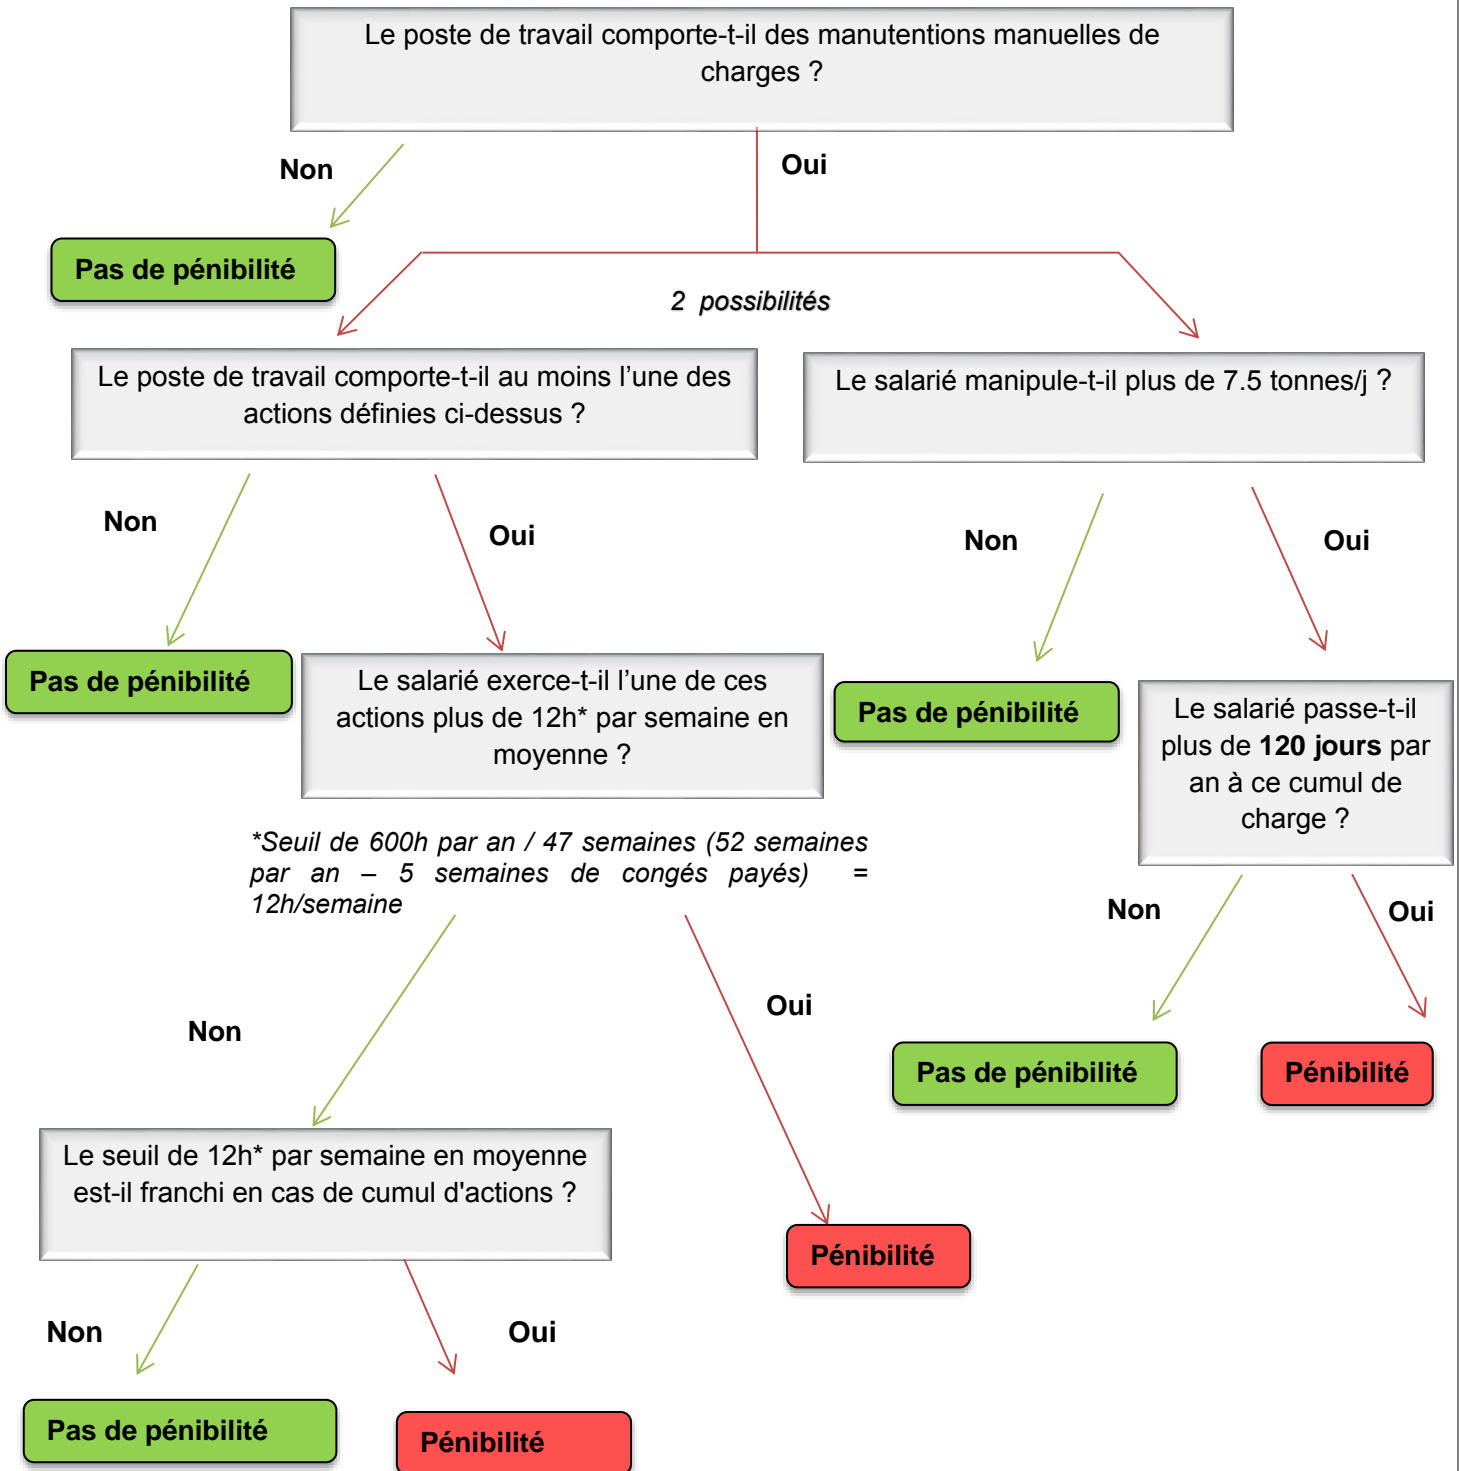 Le poste de travail comporte-t-il des manutentions manuelles de
charges ?
Non
Oui
Pas de pénibilité
2 possibilités
Le poste de travail comporte-t-il au moins l’une des
actions définies ci-dessus ?
Le salarié manipule-t-il plus de 7.5 tonnes/j ?
Non
Oui
Non
Oui
Pas de pénibilité
Le salarié exerce-t-il l’une de ces
actions plus de 12h* par semaine en
moyenne ?
Pas de pénibilité
Le salarié passe-t-il
plus de 120 jours par
an à ce cumul de
charge ?
*Seuil de 600h par an / 47 semaines (52 semaines
par an – 5 semaines de congés payés) =
12h/semaine
Non
Oui
Non
Oui
Pas de pénibilité
Pénibilité
Le seuil de 12h* par semaine en moyenne
est-il franchi en cas de cumul d'actions ?
Pénibilité
Non
Oui
Pas de pénibilité
Pénibilité